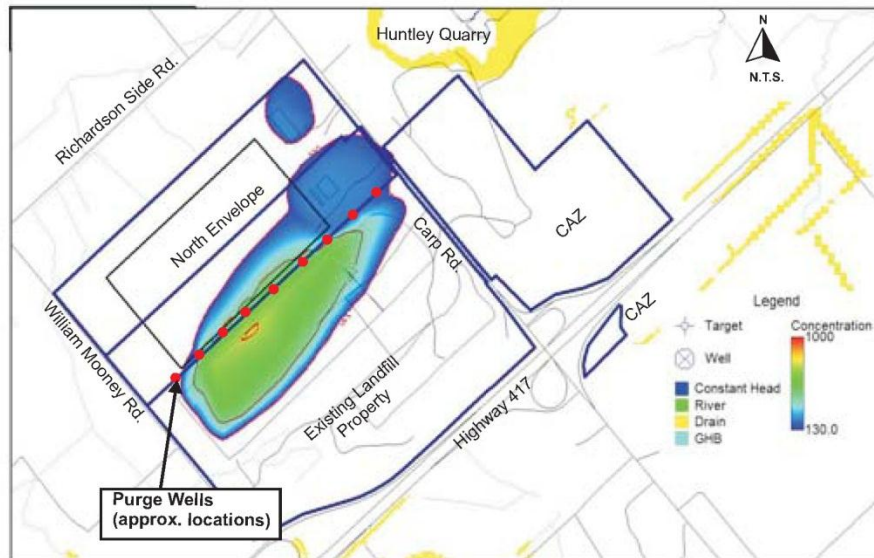 Huntley Quarry
N
N.T.S.
Richardson Side Rd.
North Envelope
CAZ
Carp Rd.
CAZ
William Mooney Rd.
Existing Landfill
Property
Highway 417
Legend
Target
Well
Constant Head
River
Drain
GHB
Concentration
1000
130.0
Purge Wells
(approx. locations)